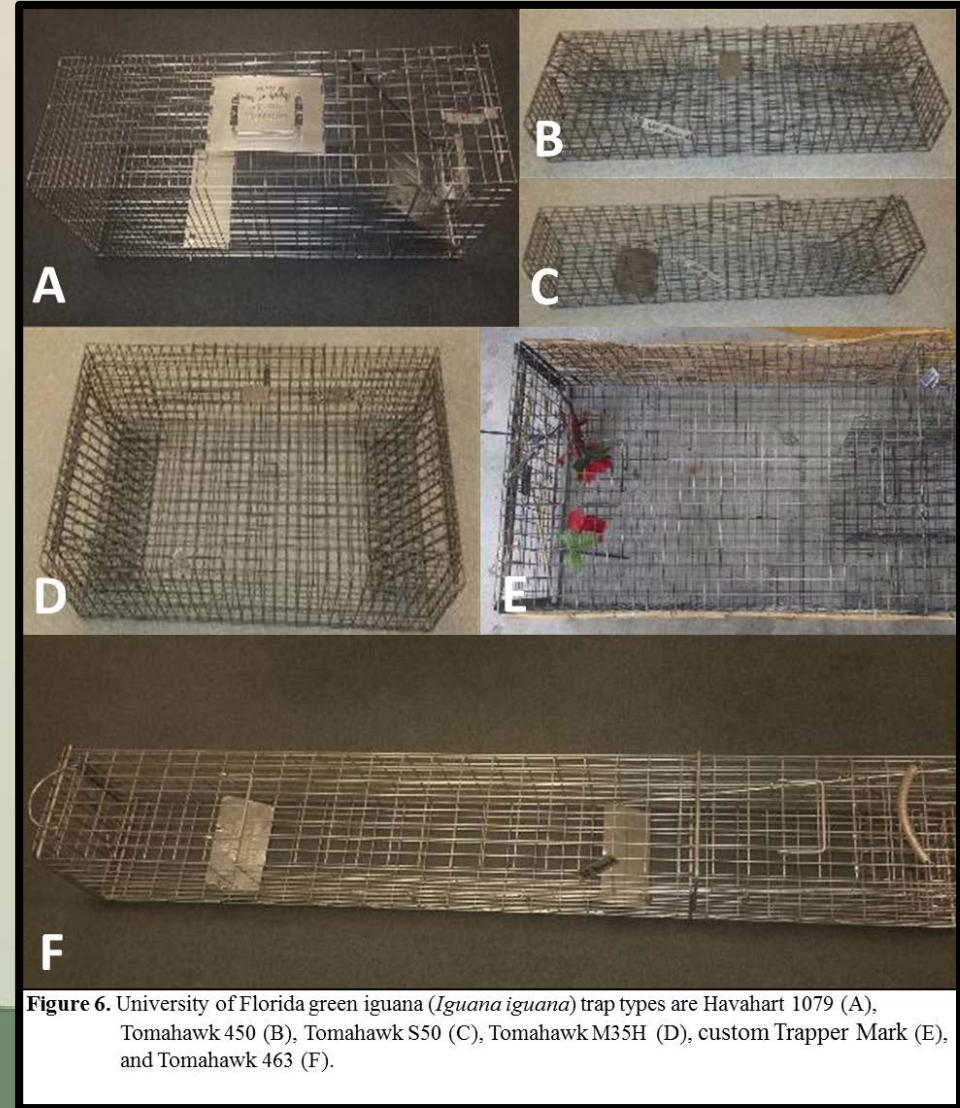 A
B
C
D
E
F
Figure 6. University of Florida green iguana (Iguana iguana) trap types are Havahart 1079 (A),
Tomahawk 450 (B), Tomahawk S50 (C), Tomahawk M35H (D), custom Trapper Mark (E),
and Tomahawk 463 (F).